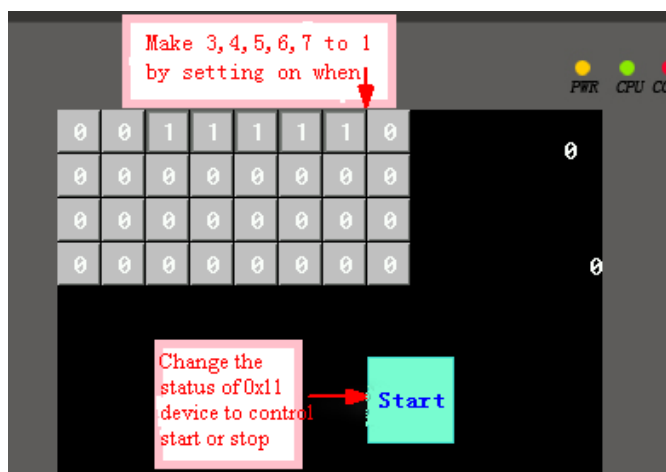 Make 3,4,5,6,7 to 1
by setting on when
PWR CPU
0 0 1 1 1 1 1 0
0
0 0 0 0 0 0 0 0
0 0 0 0 0 0 0 0
0 0 0 0 0 0 0 0
0
Change the
status of 0x11
device to control
start or stop
Start